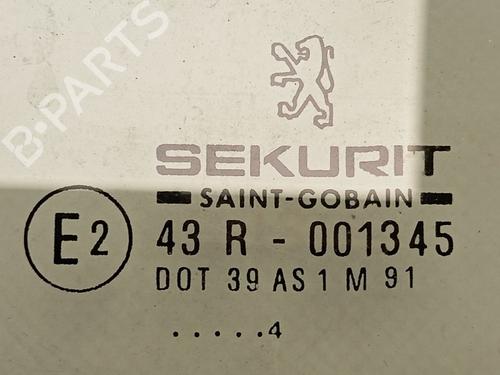 B-PARTS
SEKURIT
SAINT-GOBAIN
E2 43 R - 001345
DOT 39 AS 1 M 91
.....4